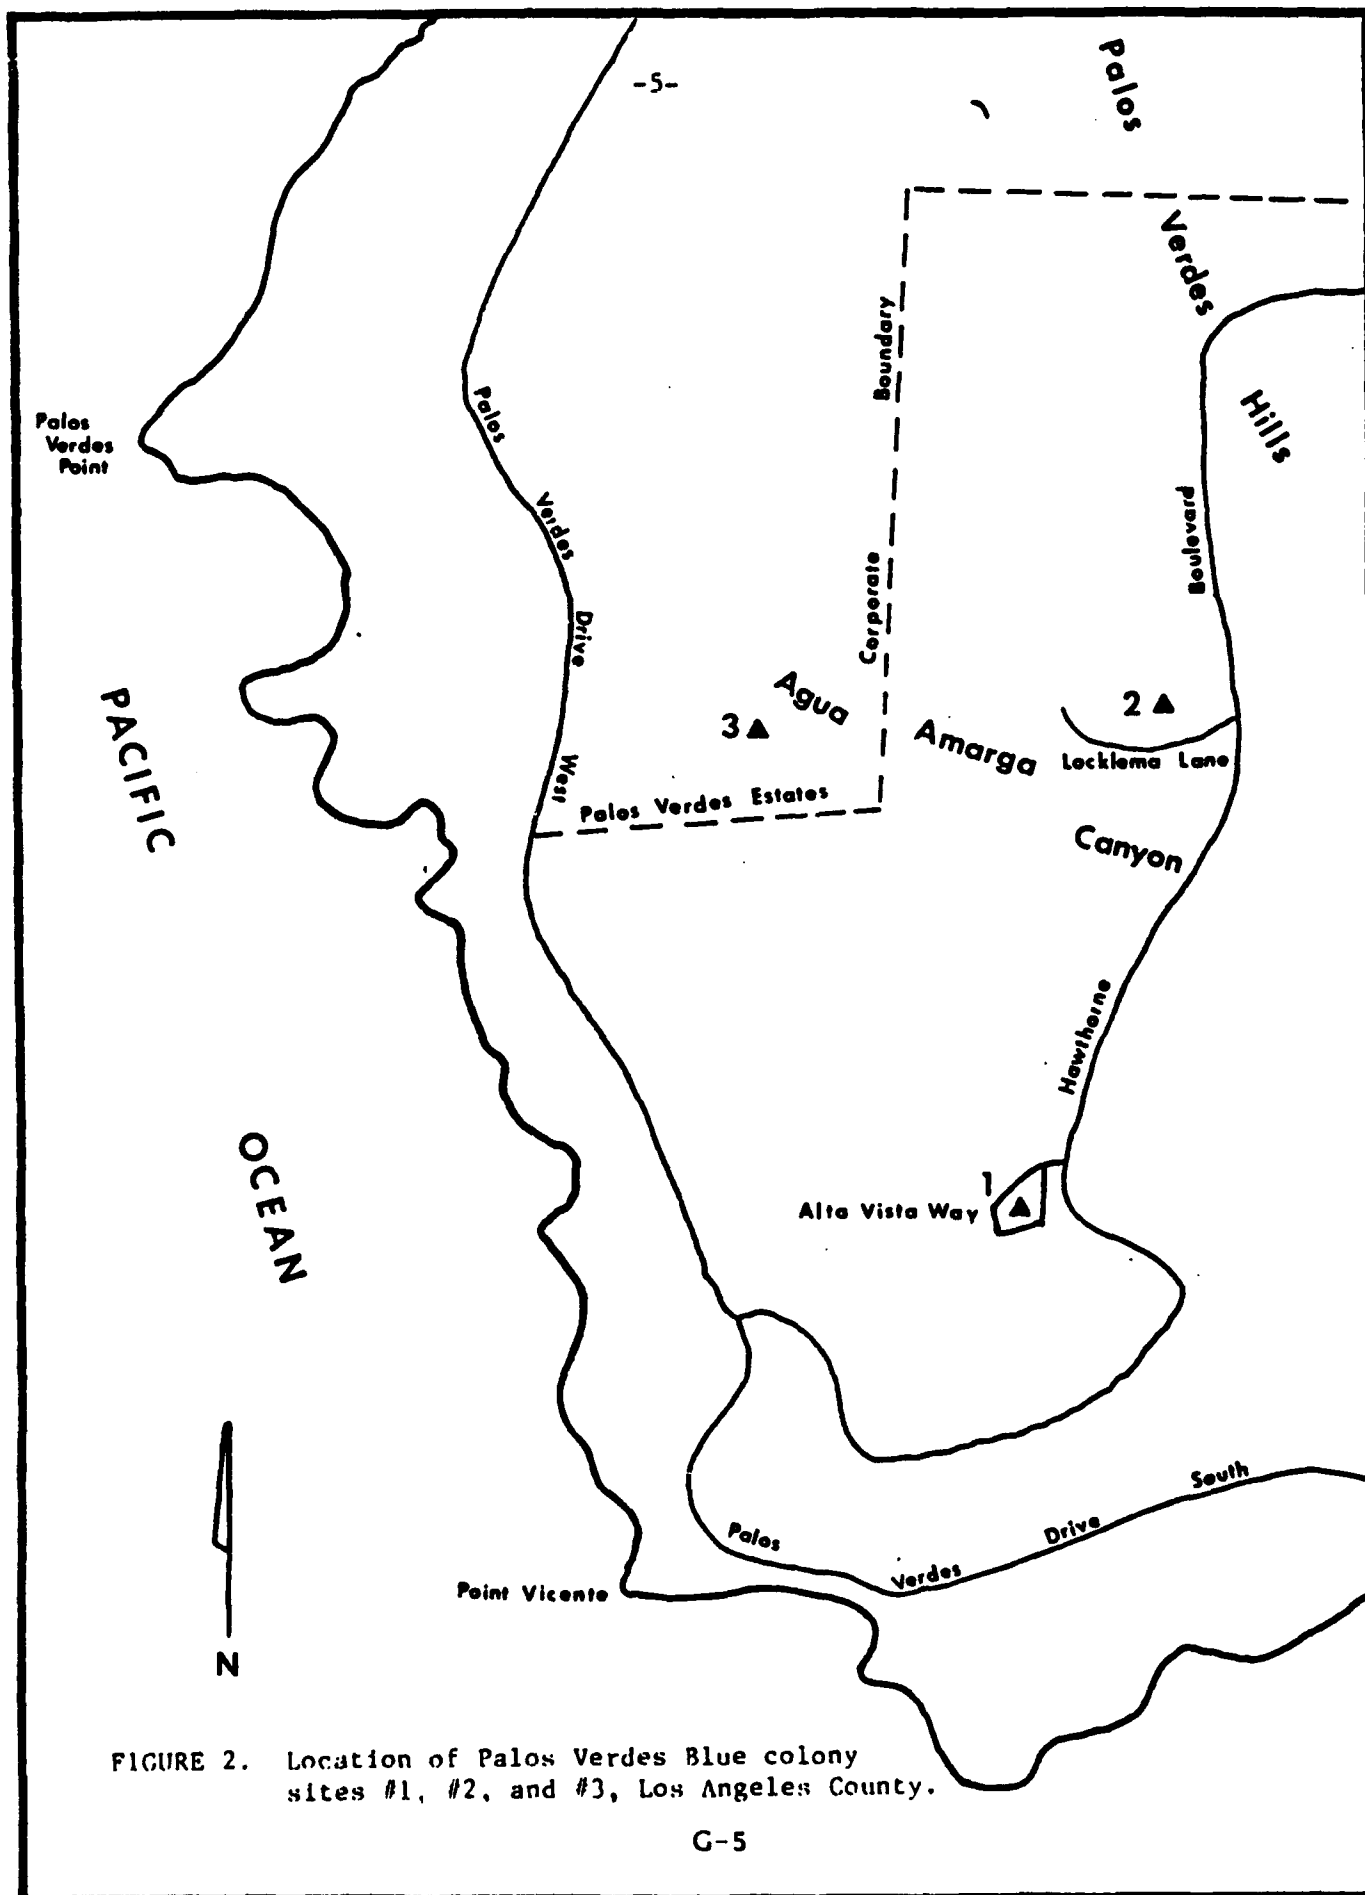 -5-
Palos
Verdes
Hills
Boundary
Corporate
Palos
Verdes
Point
Palos
Verdes
Drive
West
Boulevard
PACIFIC
OCEAN
3
Agua
Amarga
Canyon
2
Locklema Lane
Palos Verdes Estates
Hawthorne
1
Alta Vista Way
Palos
Verdes
Drive
South
Point Vicente
N
FIGURE 2. Location of Palos Verdes Blue colony
sites #1, #2, and #3, Los Angeles County.
G-5